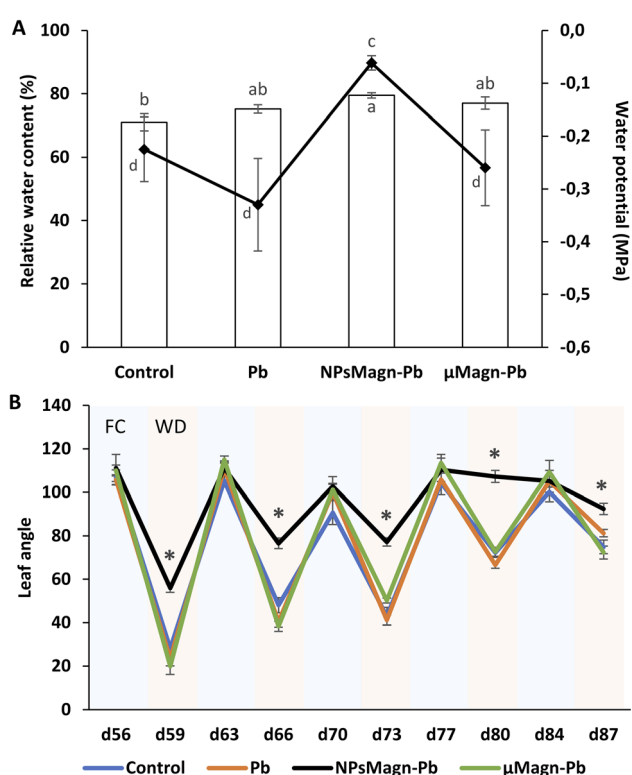 A
Relative water content (%)
100
80
60
40
20
0
b
ab
c
a
ab
d
d
d
0,0
-0,1
-0,2
-0,3
-0,4
-0,5
-0,6
Water potential (MPa)
Control Pb NPsMagn-Pb µMagn-Pb
B
Leaf angle
140
120
100
80
60
40
20
0
FC WD
* * * * *
d56 d59 d63 d66 d70 d73 d77 d80 d84 d87
Control Pb NPsMagn-Pb µMagn-Pb